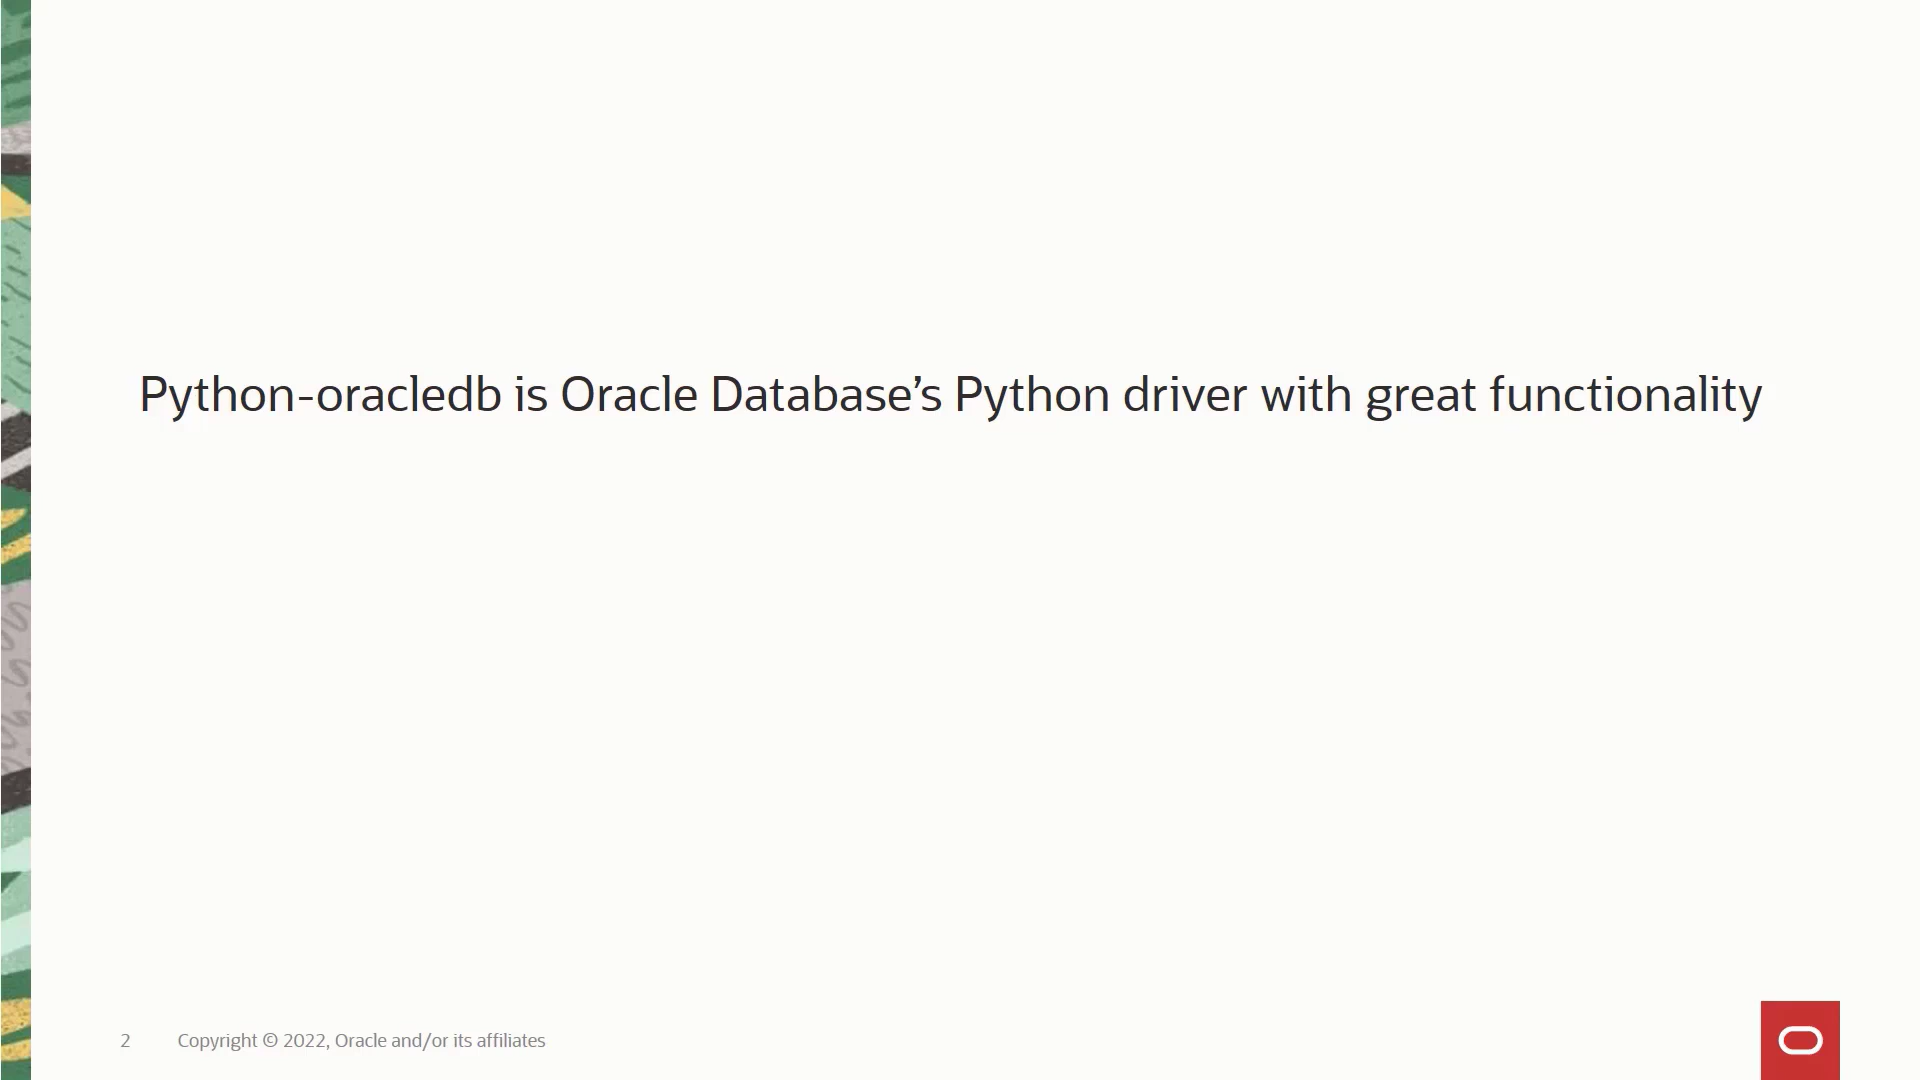 Python-oracledb is Oracle Database’s Python driver with great functionality
2 Copyright © 2022, Oracle and/or its affiliates